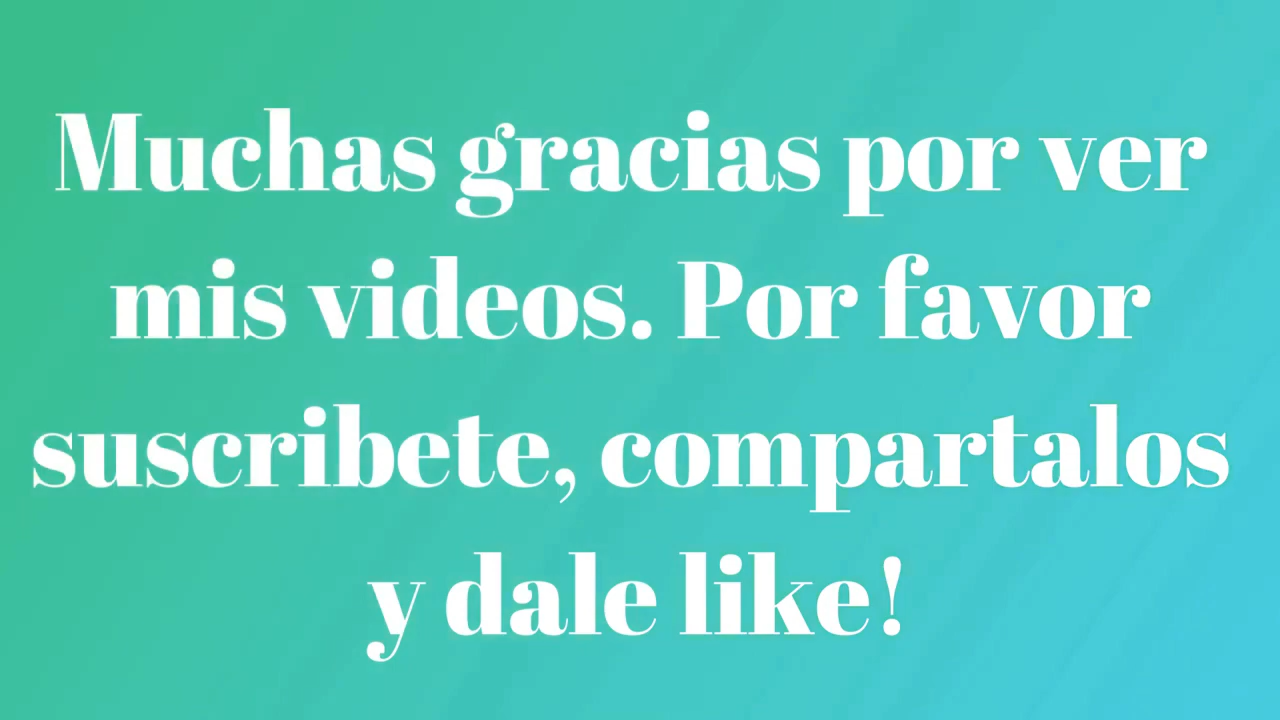 Muchas gracias por ver
mis videos. Por favor
suscribete, compartalos
y dale like!